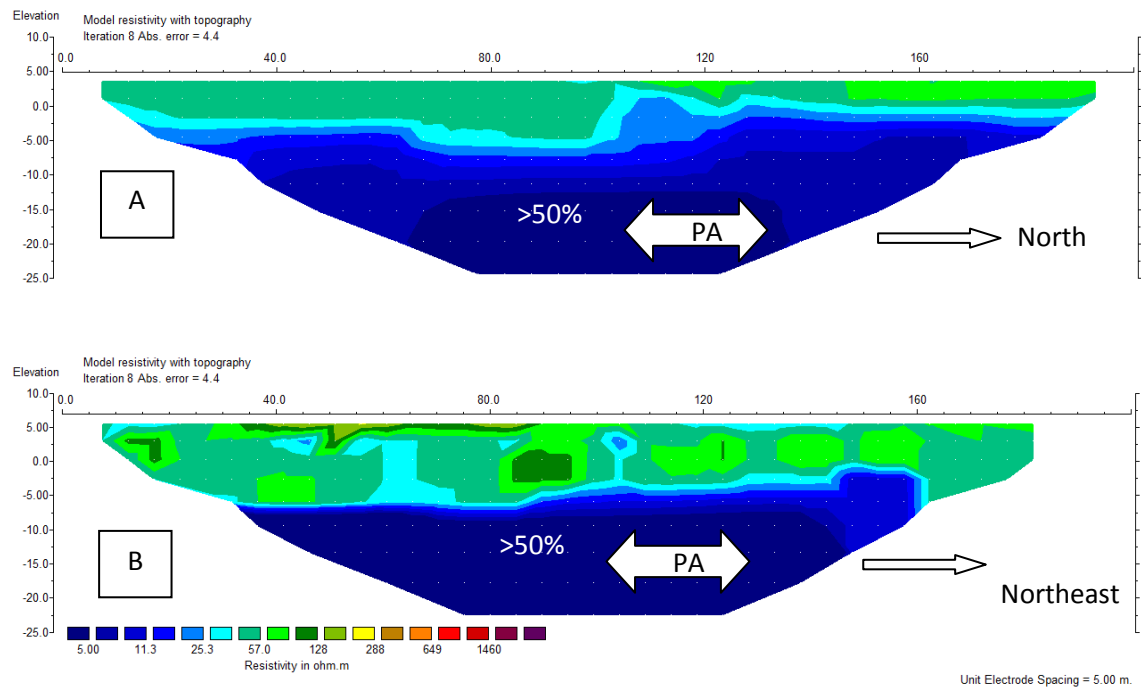 Elevation
Model resistivity with topography
Iteration 8 Abs. error = 4.4
10.0
0.0 80.0 120 160
5.00
0.0
-5.00
-10.0
-15.0
-20.0
-25.0
A
>50%
PA
North
Elevation
Model resistivity with topography
Iteration 8 Abs. error = 4.4
10.0
0.0 80.0 120 160
5.00
0.0
-5.00
-10.0
-15.0
-20.0
-25.0
B
>50%
PA
Northeast
5.00 11.3 25.3 57.0 128 288 649 1460
Resistivity in ohm.m
Unit Electrode Spacing = 5.00 m.